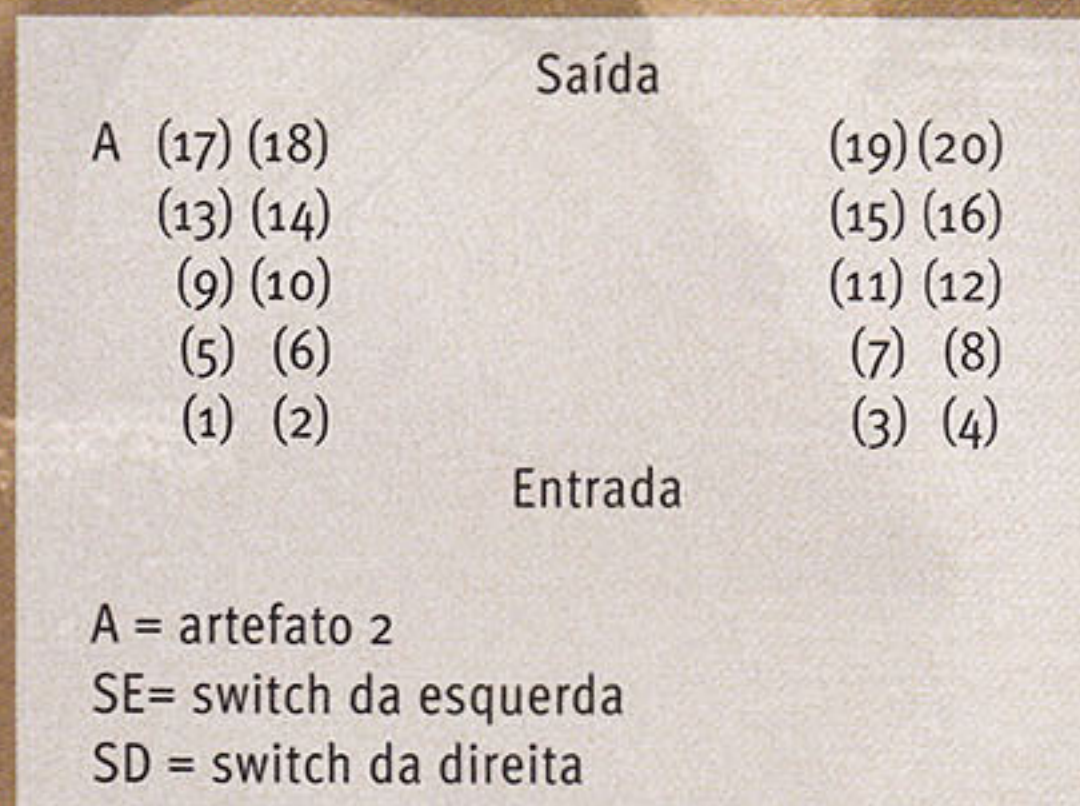 Saída
A (17) (18) (19) (20)
(13) (14) (15) (16)
(9) (10) (11) (12)
(5) (6) (7) (8)
(1) (2) (3) (4)
Entrada
A = artefato 2
SE= switch da esquerda
SD = switch da direita